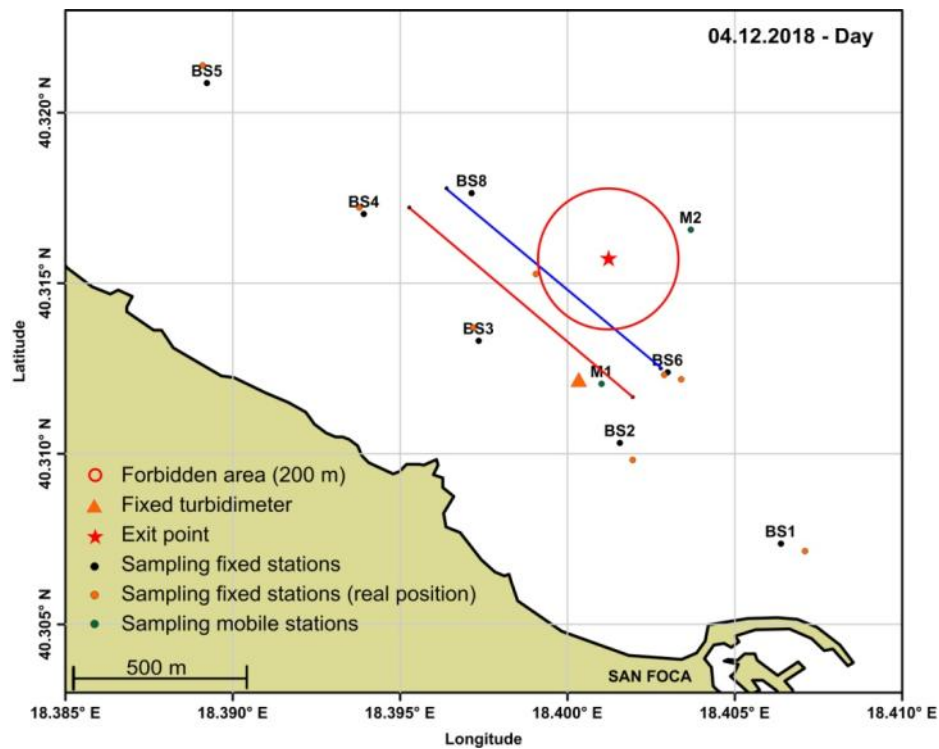 04.12.2018 - Day
BS5
BS8
BS4
M2
BS3
M1
BS6
BS2
BS1
Forbidden area (200 m)
Fixed turbidimeter
Exit point
Sampling fixed stations
Sampling fixed stations (real position)
Sampling mobile stations
500 m
SAN FOCA
40.320° N
40.315° N
40.310° N
40.305° N
Latitude
18.385° E
18.390° E
18.395° E
18.400° E
18.405° E
18.410° E
Longitude